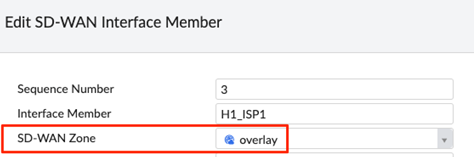 Edit SD-WAN Interface Member
Sequence Number 3
Interface Member H1_ISP1
SD-WAN Zone overlay